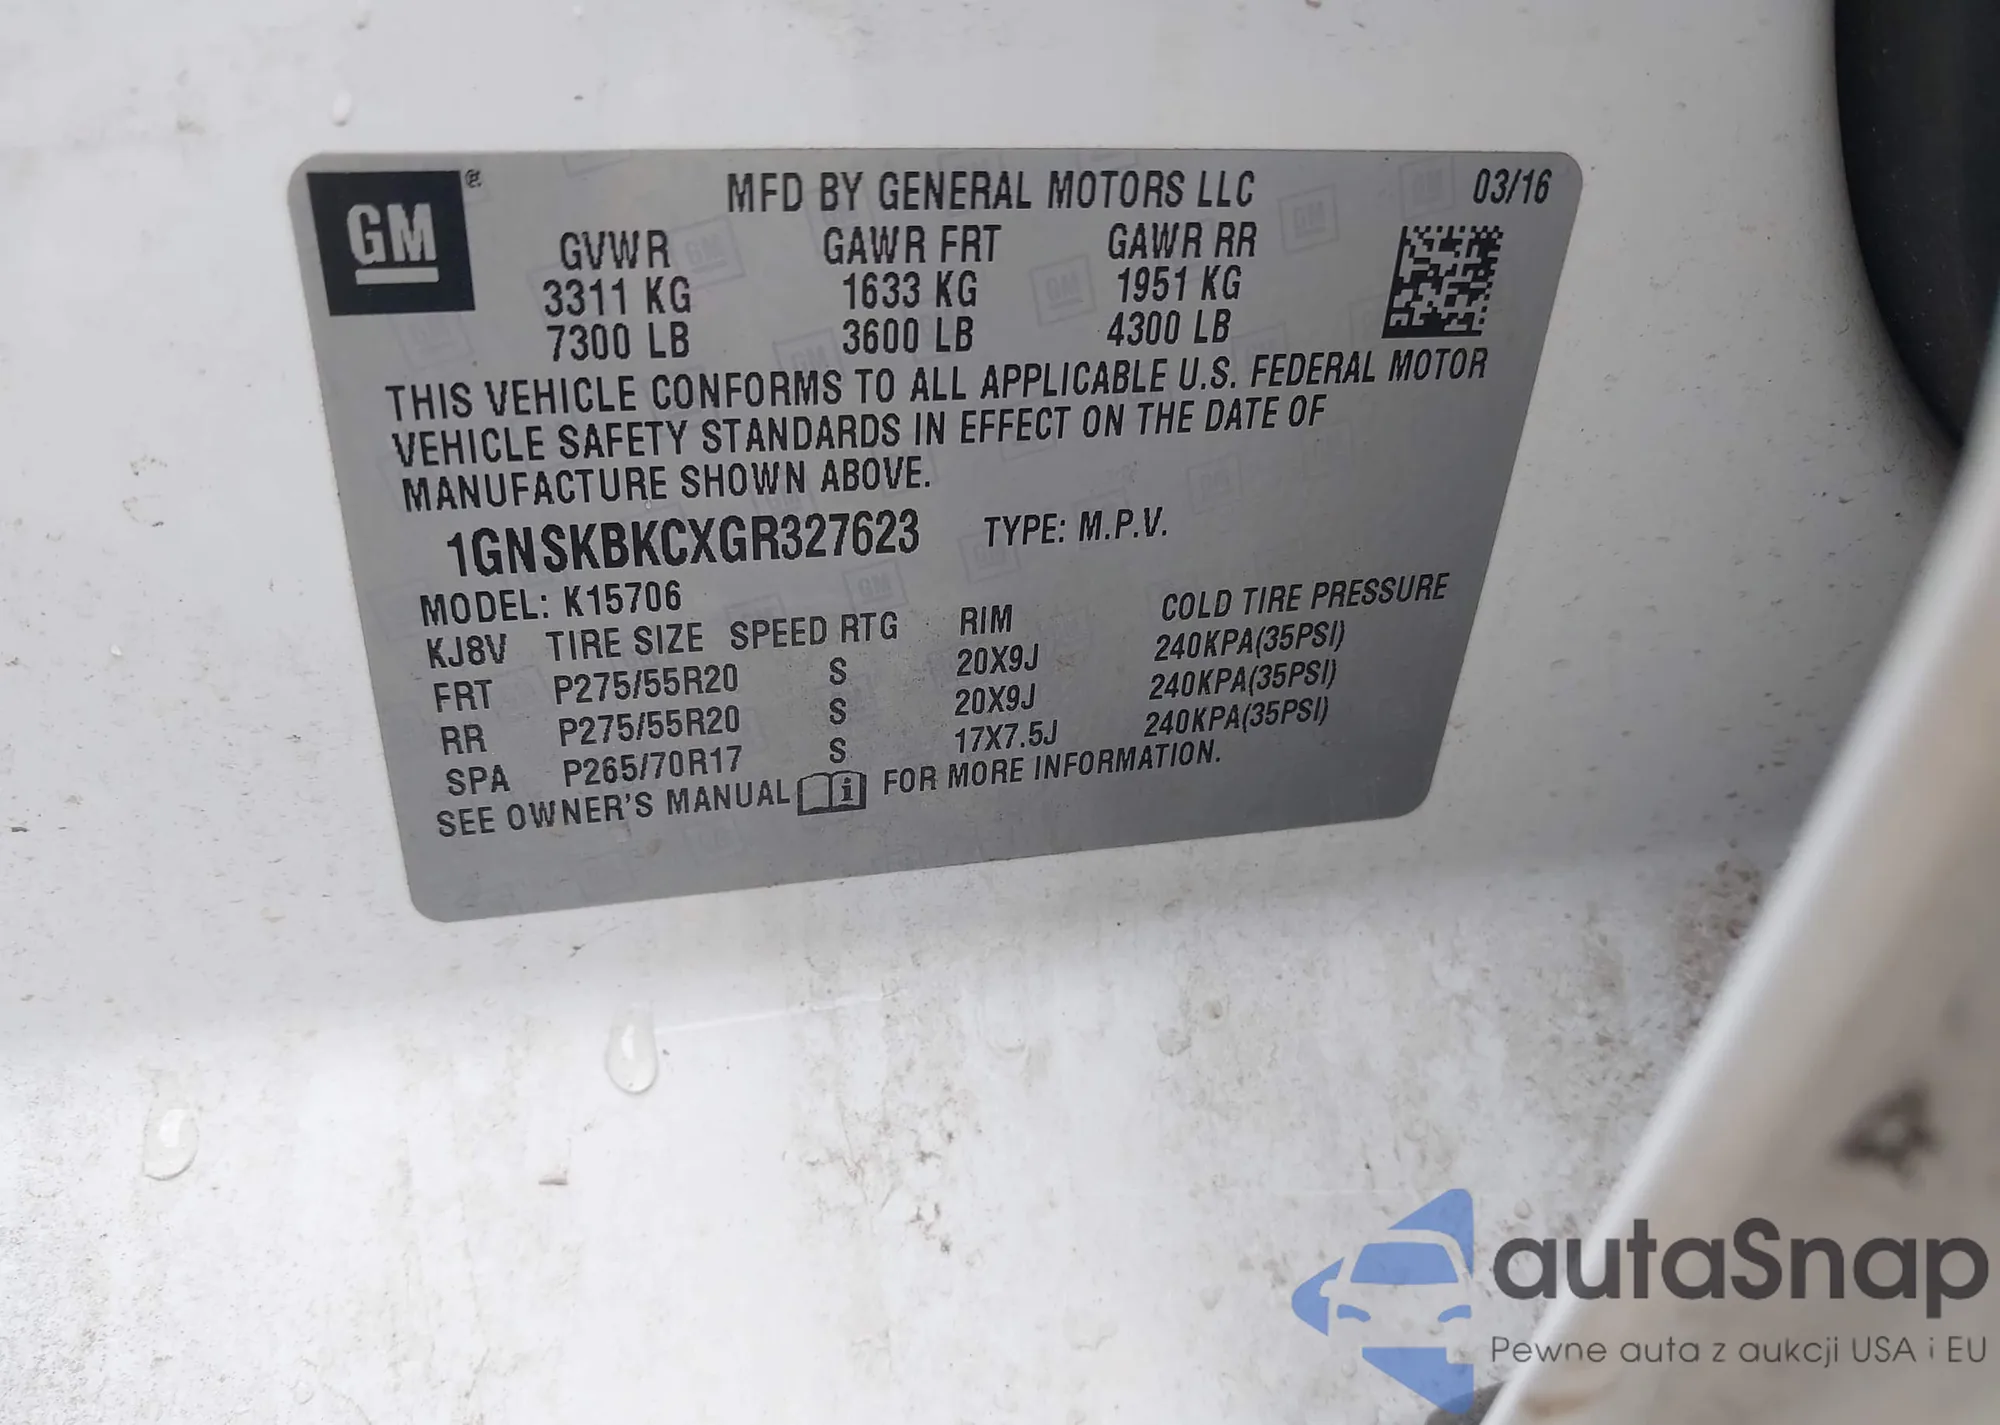 GM ® MFD BY GENERAL MOTORS LLC 03/16
GVWR GAWR FRT GAWR RR
3311 KG 1633 KG 1951 KG
7300 LB 3600 LB 4300 LB
THIS VEHICLE CONFORMS TO ALL APPLICABLE U.S. FEDERAL MOTOR
VEHICLE SAFETY STANDARDS IN EFFECT ON THE DATE OF
MANUFACTURE SHOWN ABOVE.
1GNSKBKCXGR327623 TYPE: M.P.V.
MODEL: K15706
KJ8V TIRE SIZE SPEED RTG RIM COLD TIRE PRESSURE
FRT P275/55R20 S 20X9J 240KPA(35PSI)
RR P275/55R20 S 20X9J 240KPA(35PSI)
SPA P265/70R17 S 17X7.5J 240KPA(35PSI)
SEE OWNER'S MANUAL i FOR MORE INFORMATION.
autaSnap
Pewne auta z aukcji USA i EU